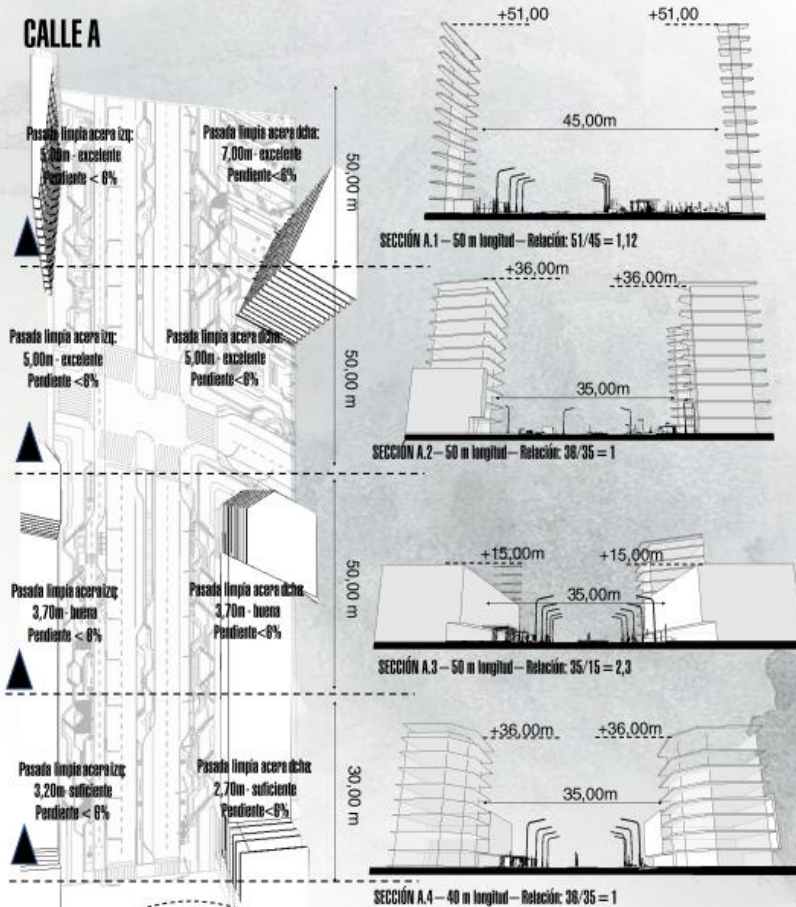 CALLE A
Pasada limpia acera izq:
5,00m - excelente
Pendiente < 6%
Pasada limpia acera dcha:
7,00m - excelente
Pendiente<6%
50,00 m
+51,00
+51,00
45,00m
SECCIÓN A.1 – 50 m longitud – Relación: 51/45 = 1,12
Pasada limpia acera izq:
5,00m - excelente
Pendiente <6%
Pasada limpia acera dcha:
5,00m - excelente
Pendiente <6%
50,00 m
+36,00m
+36,00m
35,00m
SECCIÓN A.2 – 50 m longitud – Relación: 36/35 = 1
Pasada limpia acera izq:
3,70m - buena
Pendiente < 6%
Pasada limpia acera dcha:
3,70m - buena
Pendiente<6%
50,00 m
+15,00m
+15,00m
35,00m
SECCIÓN A.3 – 50 m longitud – Relación: 35/15 = 2,3
Pasada limpia acera izq:
3,20m-suficiente
Pendiente < 6%
Pasada limpia acera dcha:
2,70m-suficiente
Pendiente<6%
30,00 m
+36,00m
+36,00m
35,00m
SECCIÓN A.4 – 40 m longitud – Relación: 36/35 = 1